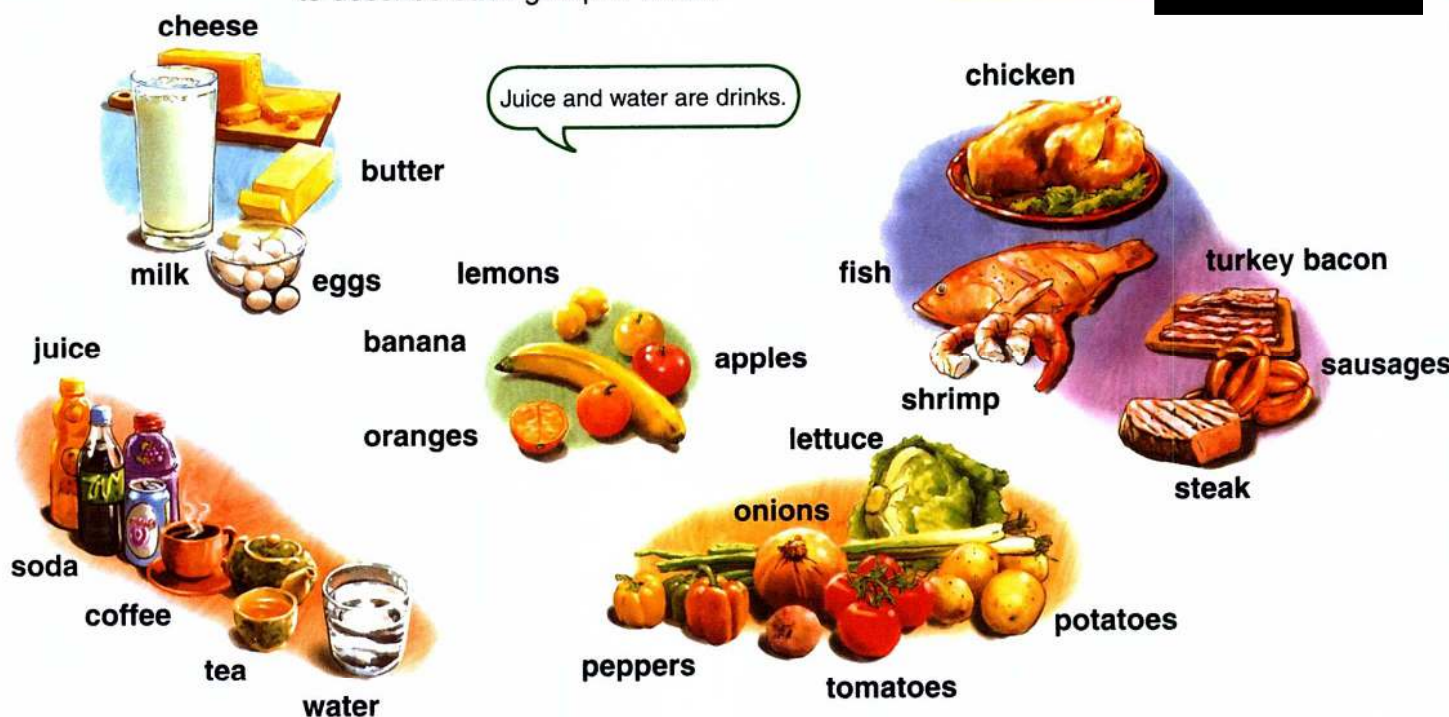 cheese
Juice and water are drinks.
chicken
butter
milk
eggs
lemons
banana
apples
oranges
fish
turkey bacon
shrimp
sausages
steak
juice
soda
coffee
tea
water
lettuce
onions
peppers
tomatoes
potatoes